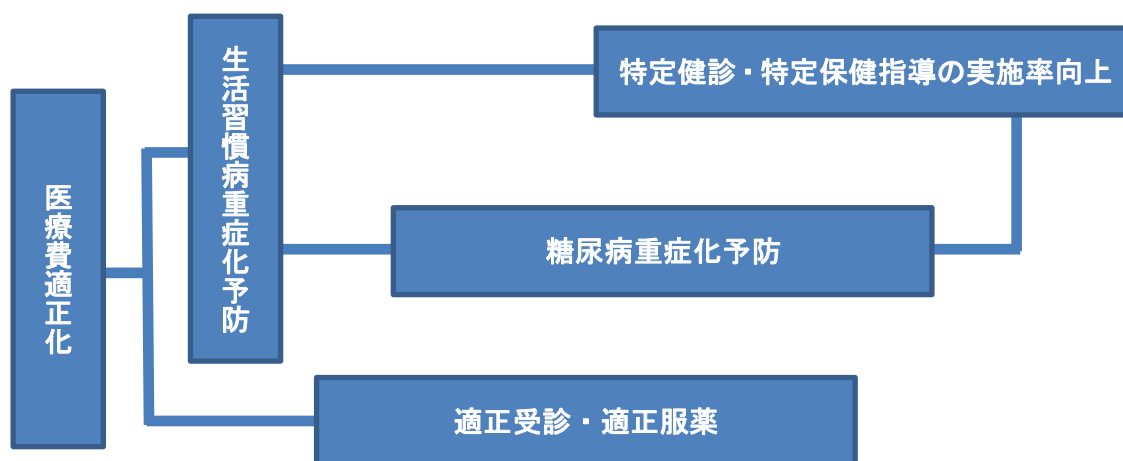 医療費適正化
生活習慣病重症化予防
特定健診・特定保健指導の実施率向上
糖尿病重症化予防
適正受診・適正服薬